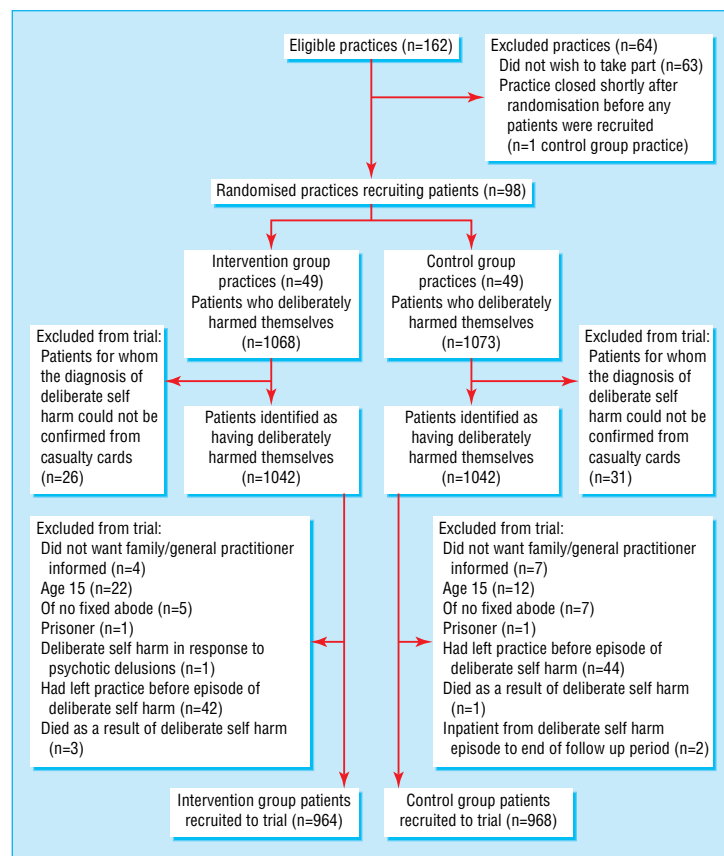 Eligible practices (n=162)
Excluded practices (n=64)
Did not wish to take part (n=63)
Practice closed shortly after
randomisation before any
patients were recruited
(n=1 control group practice)
Randomised practices recruiting patients (n=98)
Intervention group
practices (n=49)
Patients who deliberately
harmed themselves
(n=1068)
Control group
practices (n=49)
Patients who deliberately
harmed themselves
(n=1073)
Excluded from trial:
Patients for whom
the diagnosis of
deliberate self
harm could not be
confirmed from
casualty cards
(n=26)
Patients identified as
having deliberately
harmed themselves
(n=1042)
Patients identified as
having deliberately
harmed themselves
(n=1042)
Excluded from trial:
Patients for whom
the diagnosis of
deliberate self
harm could not be
confirmed from
casualty cards
(n=31)
Excluded from trial:
Did not want family/general practitioner
informed (n=4)
Age 15 (n=22)
Of no fixed abode (n=5)
Prisoner (n=1)
Deliberate self harm in response to
psychotic delusions (n=1)
Had left practice before episode of
deliberate self harm (n=42)
Died as a result of deliberate self harm
(n=3)
Excluded from trial:
Did not want family/general practitioner
informed (n=7)
Age 15 (n=12)
Of no fixed abode (n=7)
Prisoner (n=1)
Had left practice before episode of
deliberate self harm (n=44)
Died as a result of deliberate self harm
(n=1)
Inpatient from deliberate self harm
episode to end of follow up period (n=2)
Intervention group patients
recruited to trial (n=964)
Control group patients
recruited to trial (n=968)